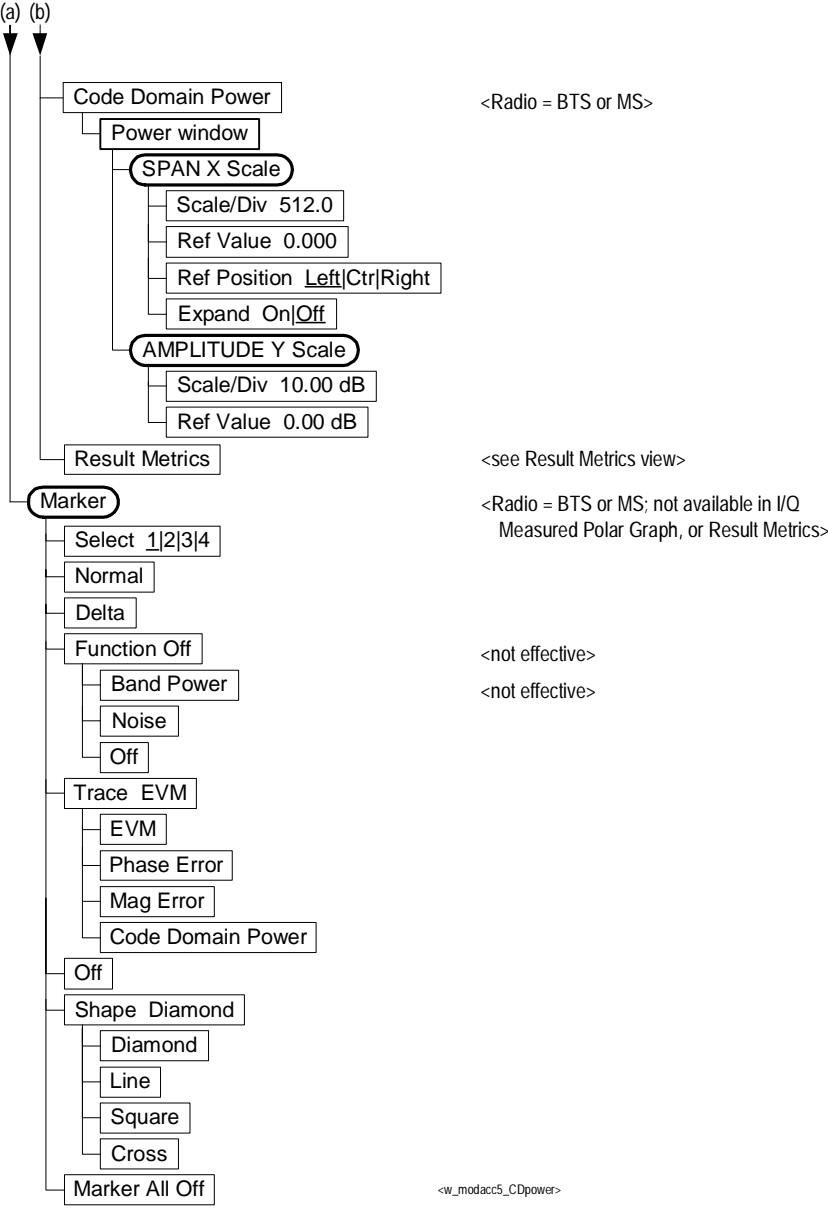 (a) (b)
Code Domain Power <Radio = BTS or MS>
Power window
SPAN X Scale
Scale/Div 512.0
Ref Value 0.000
Ref Position Left|Ctr|Right
Expand On|Off
AMPLITUDE Y Scale
Scale/Div 10.00 dB
Ref Value 0.00 dB
Result Metrics <see Result Metrics view>
Marker <Radio = BTS or MS; not available in I/Q
Measured Polar Graph, or Result Metrics>
Select 1|2|3|4
Normal
Delta
Function Off <not effective>
Band Power <not effective>
Noise
Off
Trace EVM
EVM
Phase Error
Mag Error
Code Domain Power
Off
Shape Diamond
Diamond
Line
Square
Cross
Marker All Off <w_modacc5_CDpower>